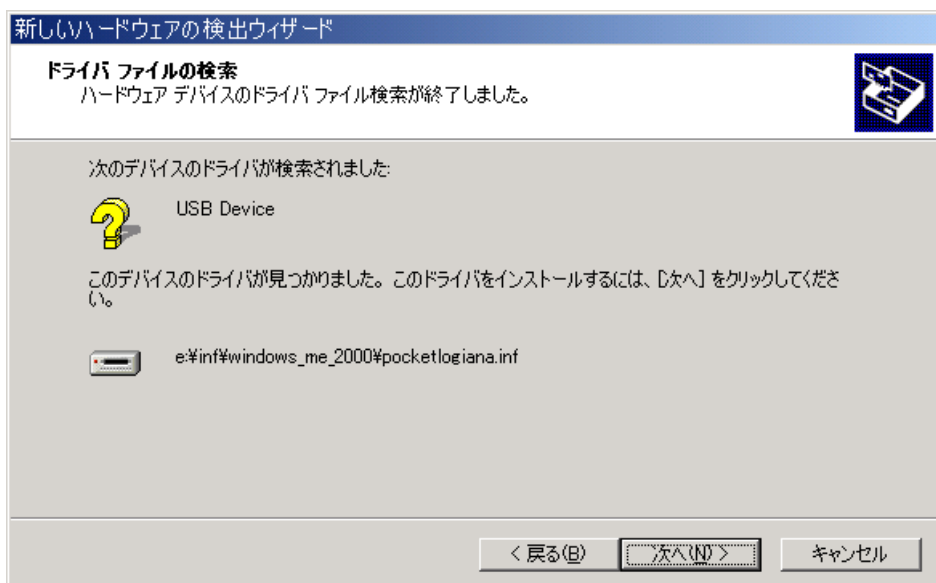 新しいハードウェアの検出ウィザード
ドライバ ファイルの検索
ハードウェア デバイスのドライバ ファイル検索が終了しました。
次のデバイスのドライバが検索されました:
USB Device
このデバイスのドライバが見つかりました。このドライバをインストールするには、[次へ] をクリックしてくださ
い。
e:¥inf¥windows_me_2000¥pocketlogiana.inf
< 戻る(B)
次へ(N) >
キャンセル